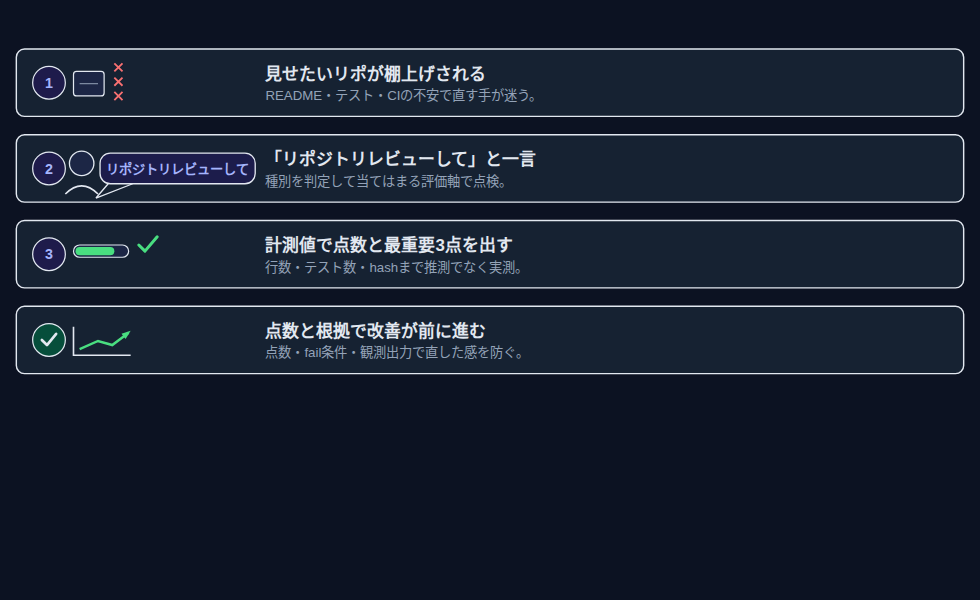 1
見せたいリポが棚上げされる
README・テスト・CIの不安で直す手が迷う。
2
リポジトリレビューして
「リポジトリレビューして」と一言
種別を判定して当てはまる評価軸で点検。
3
計測値で点数と最重要3点を出す
行数・テスト数・hashまで推測でなく実測。
点数と根拠で改善が前に進む
点数・fail条件・観測出力で直した感を防ぐ。